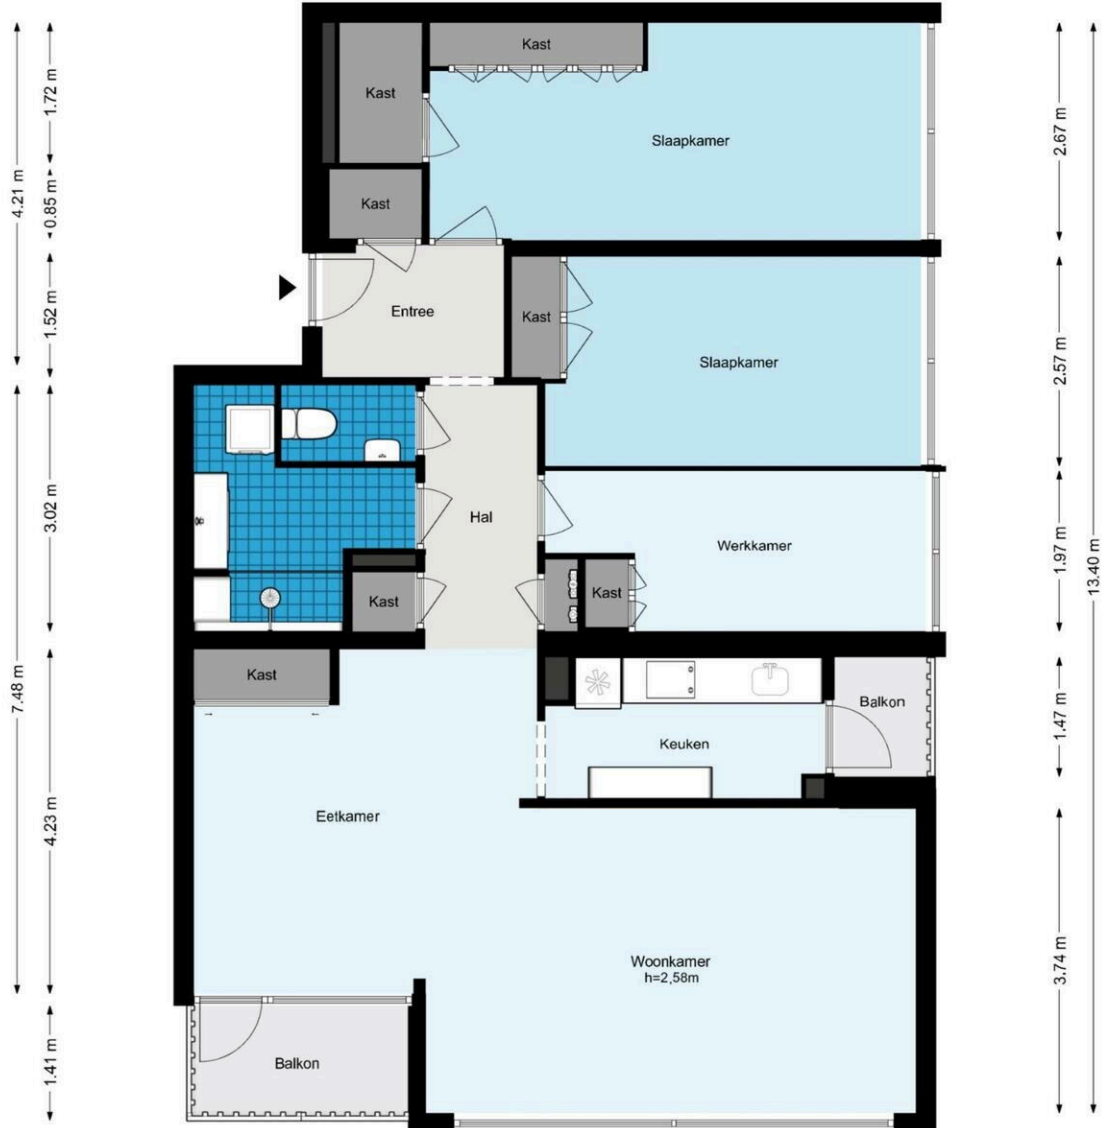 Kast
Kast
Slaapkamer
Kast
Entree
Kast
Slaapkamer
Hal
Werkkamer
Kast
Kast
Kast
Balkon
Keuken
Eetkamer
Woonkamer
h=2,58m
Balkon
4.21 m
7.48 m
1.72 m
0.85 m
1.52 m
3.02 m
4.23 m
1.41 m
2.67 m
2.57 m
1.97 m
1.47 m
3.74 m
13.40 m